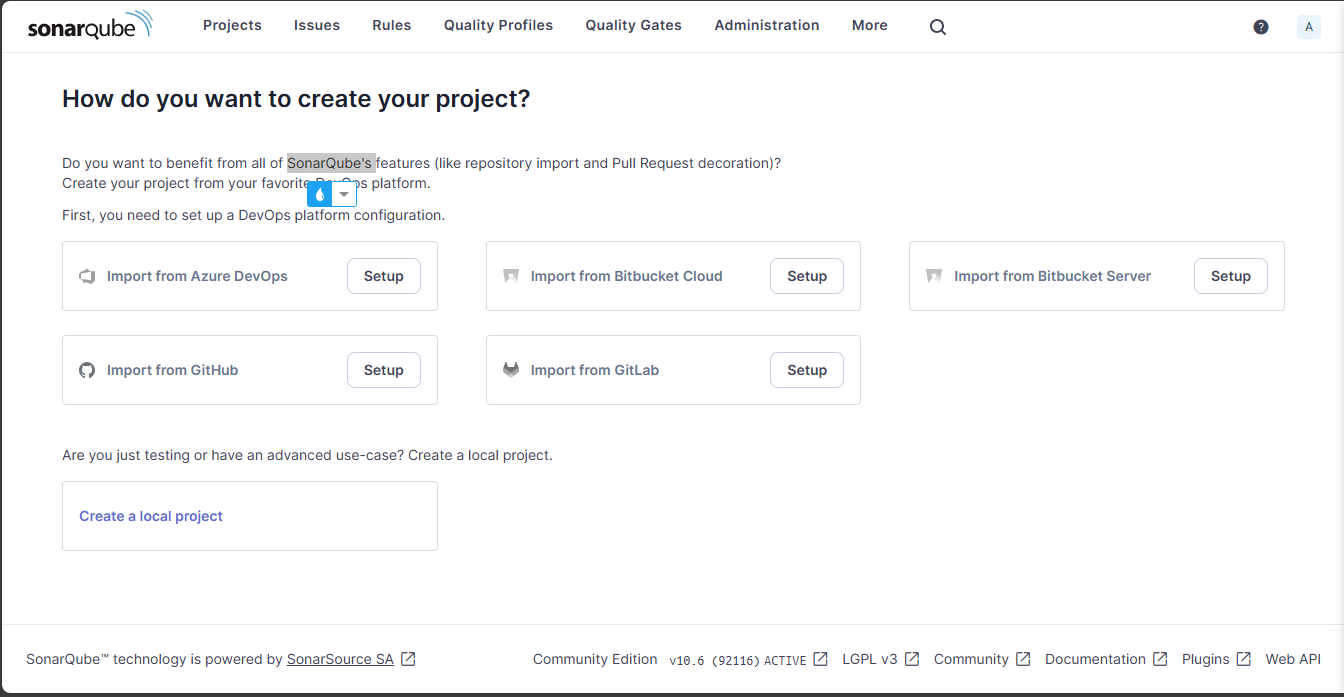 sonarqube Projects Issues Rules Quality Profiles Quality Gates Administration More ? A
How do you want to create your project?
Do you want to benefit from all of SonarQube's features (like repository import and Pull Request decoration)?
Create your project from your favorite platform.
First, you need to set up a DevOps platform configuration.
Import from Azure DevOps Setup Import from Bitbucket Cloud Setup Import from Bitbucket Server Setup
Import from GitHub Setup Import from GitLab Setup
Are you just testing or have an advanced use-case? Create a local project.
Create a local project
SonarQube™ technology is powered by SonarSource SA Community Edition v10.6 (92116) ACTIVE LGPL v3 Community Documentation Plugins Web API